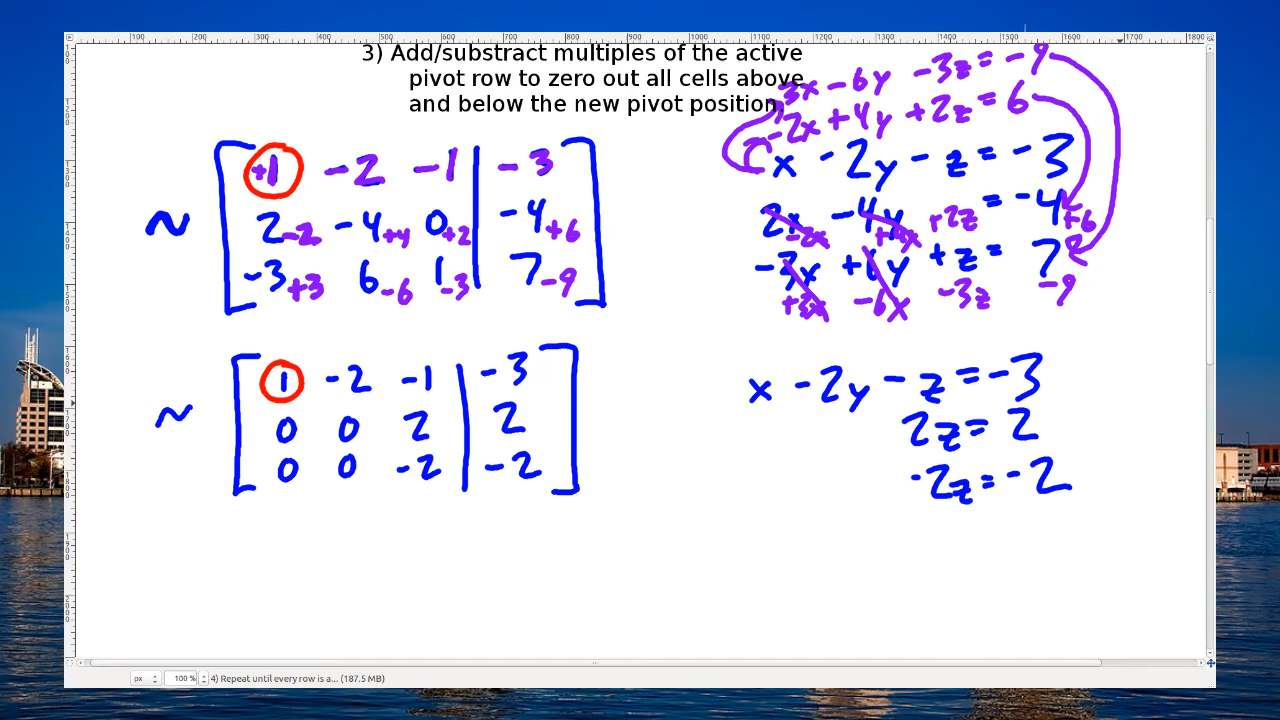 3) Add/substract multiples of the active
pivot row to zero out all cells above
and below the new pivot position.
3x - 6y - 3z = -9
-2x + 4y + 2z = 6
~ [ +1 -2 -1 | -3 ]
2 -2 -4 +4 0 +2 | -4 +6
-3 +3 6 -6 1 -3 | 7 -9
x - 2y - z = -3
2x -4y +2z = -4 +6
-2x +4x
-3x +6y + z = 7
+3x -6x -3z -9
~ [ 1 -2 -1 | -3 ]
0 0 2 | 2
0 0 -2 | -2
x - 2y - z = -3
2z = 2
-2z = -2
px 100 % 4) Repeat until every row is a... (187.5 MB)